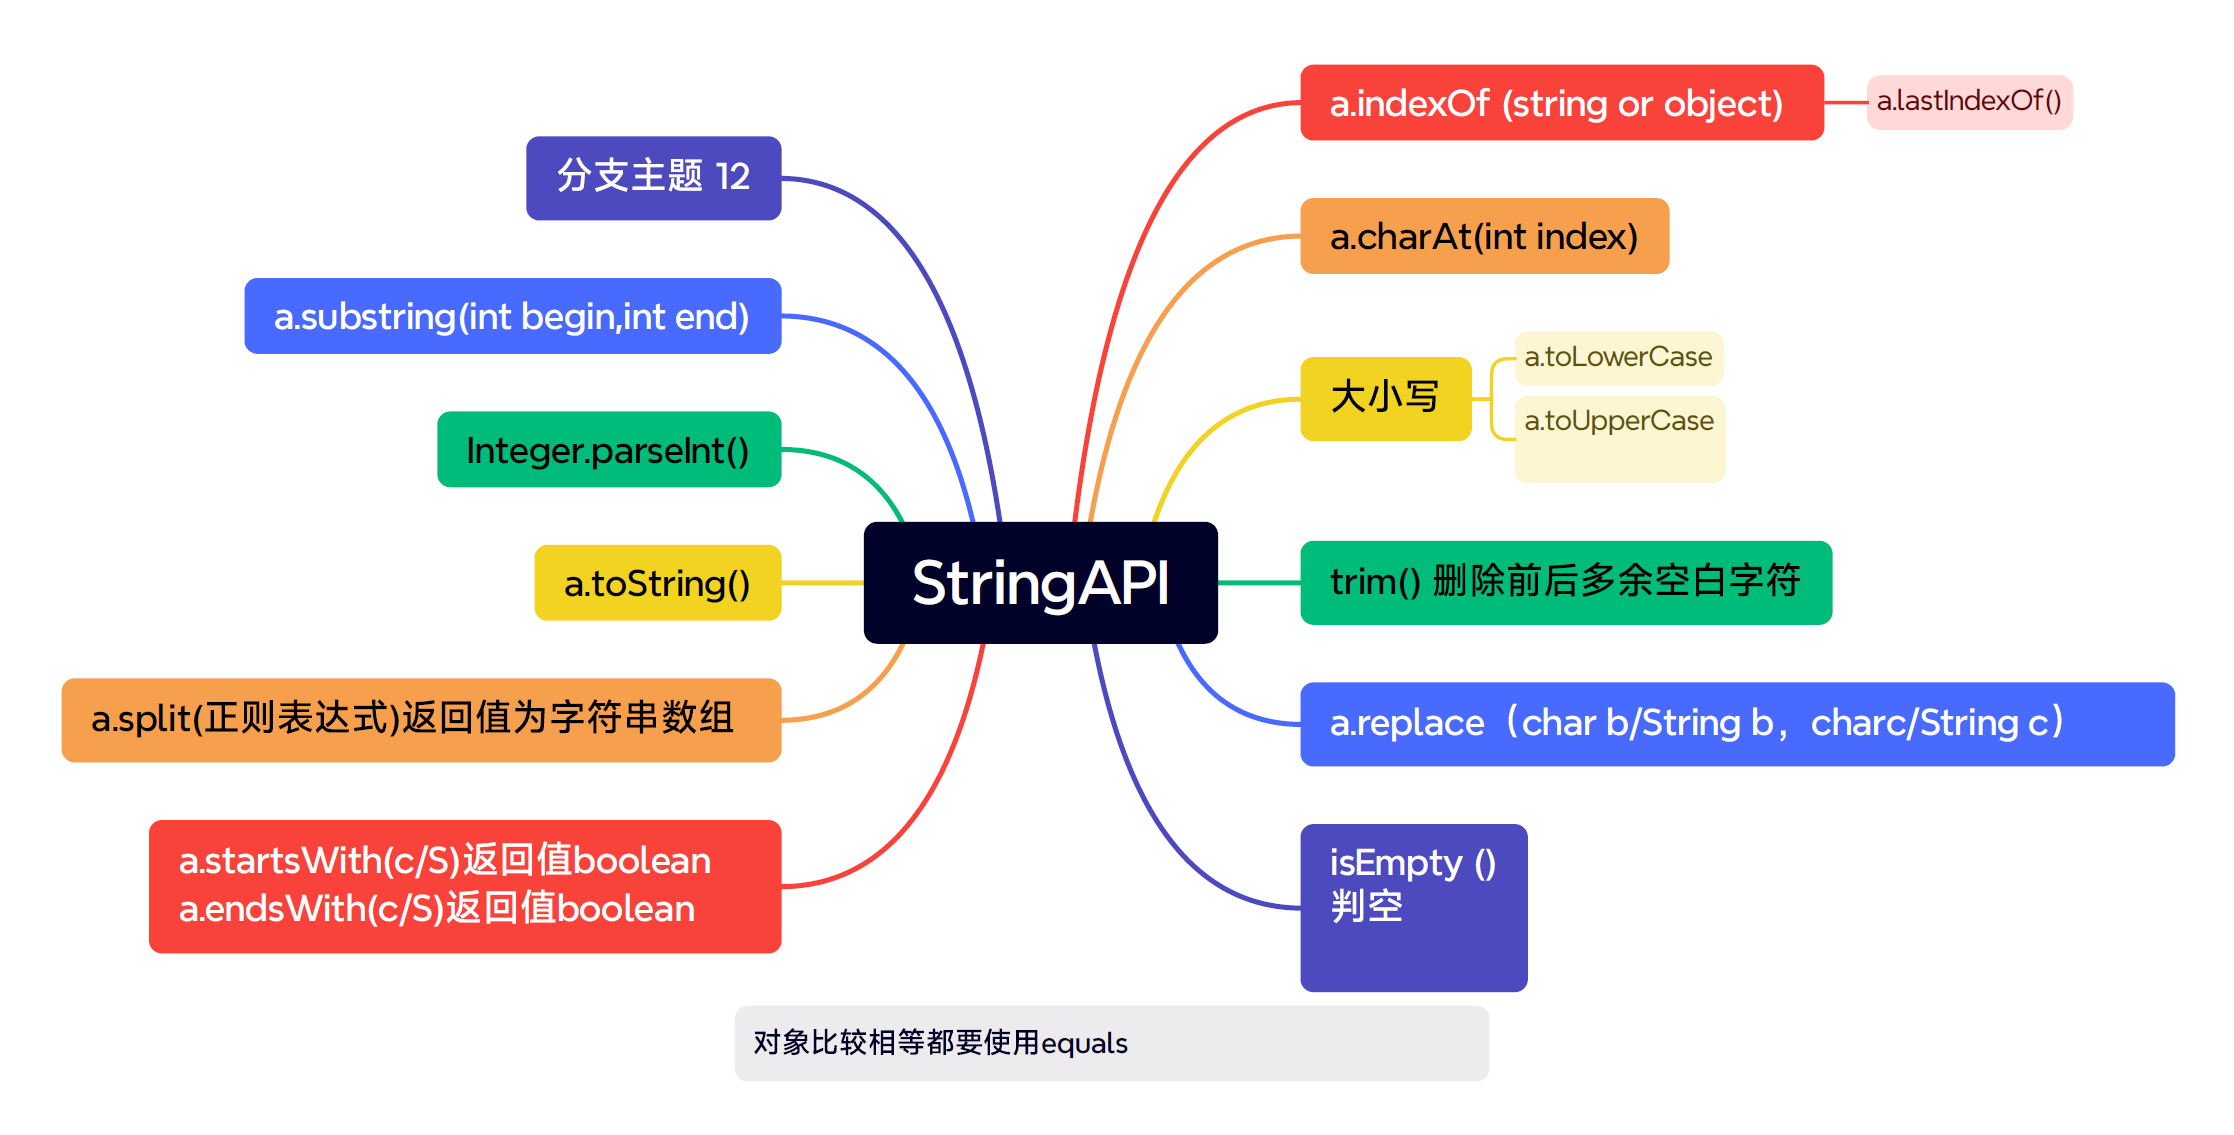 StringAPI
a.indexOf (string or object)
a.lastIndexOf()
a.charAt(int index)
大小写
a.toLowerCase
a.toUpperCase
trim() 删除前后多余空白字符
a.replace（char b/String b，charc/String c）
isEmpty ()
判空
分支主题 12
a.substring(int begin,int end)
Integer.parseInt()
a.toString()
a.split(正则表达式)返回值为字符串数组
a.startsWith(c/S)返回值boolean
a.endsWith(c/S)返回值boolean
对象比较相等都要使用equals